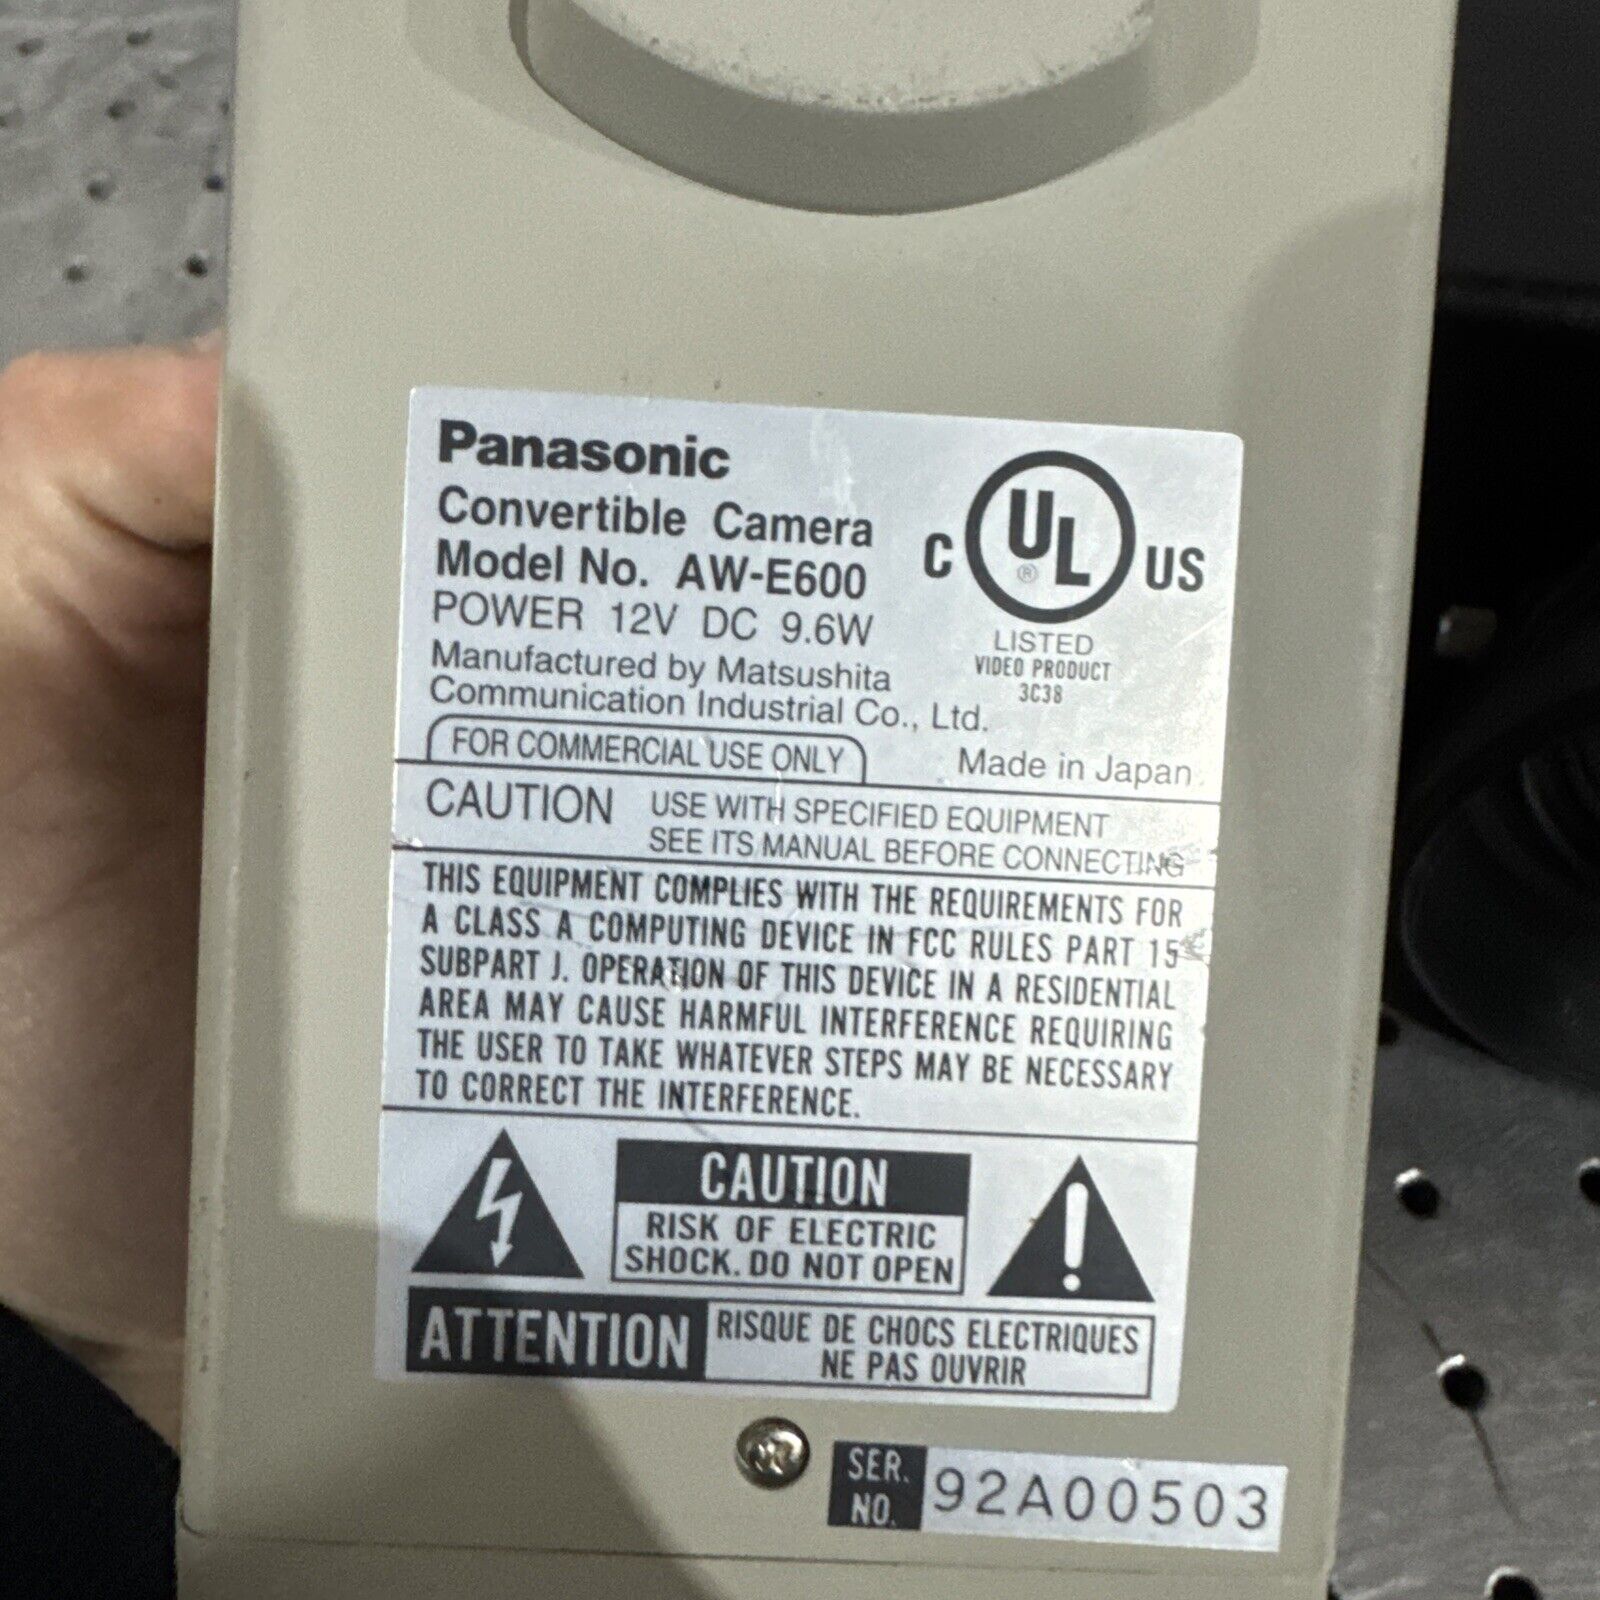 Panasonic
Convertible Camera
Model No. AW-E600
POWER 12V DC 9.6W
Manufactured by Matsushita
Communication Industrial Co., Ltd.
FOR COMMERCIAL USE ONLY
Made in Japan
C UL ® US
LISTED
VIDEO PRODUCT
3C38
CAUTION USE WITH SPECIFIED EQUIPMENT
SEE ITS MANUAL BEFORE CONNECTING
THIS EQUIPMENT COMPLIES WITH THE REQUIREMENTS FOR
A CLASS A COMPUTING DEVICE IN FCC RULES PART 15
SUBPART J. OPERATION OF THIS DEVICE IN A RESIDENTIAL
AREA MAY CAUSE HARMFUL INTERFERENCE REQUIRING
THE USER TO TAKE WHATEVER STEPS MAY BE NECESSARY
TO CORRECT THE INTERFERENCE.
CAUTION
RISK OF ELECTRIC
SHOCK. DO NOT OPEN
ATTENTION
RISQUE DE CHOCS ELECTRIQUES
NE PAS OUVRIR
SER.
NO.
92A00503